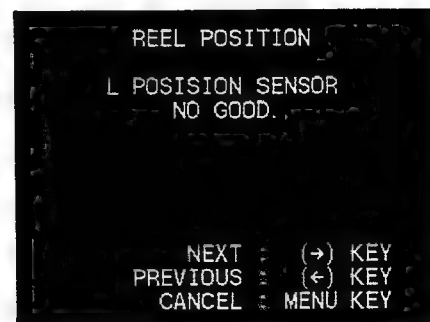 REEL POSITION
L POSISION SENSOR
NO GOOD.
NEXT : (→) KEY
PREVIOUS : (←) KEY
CANCEL : MENU KEY